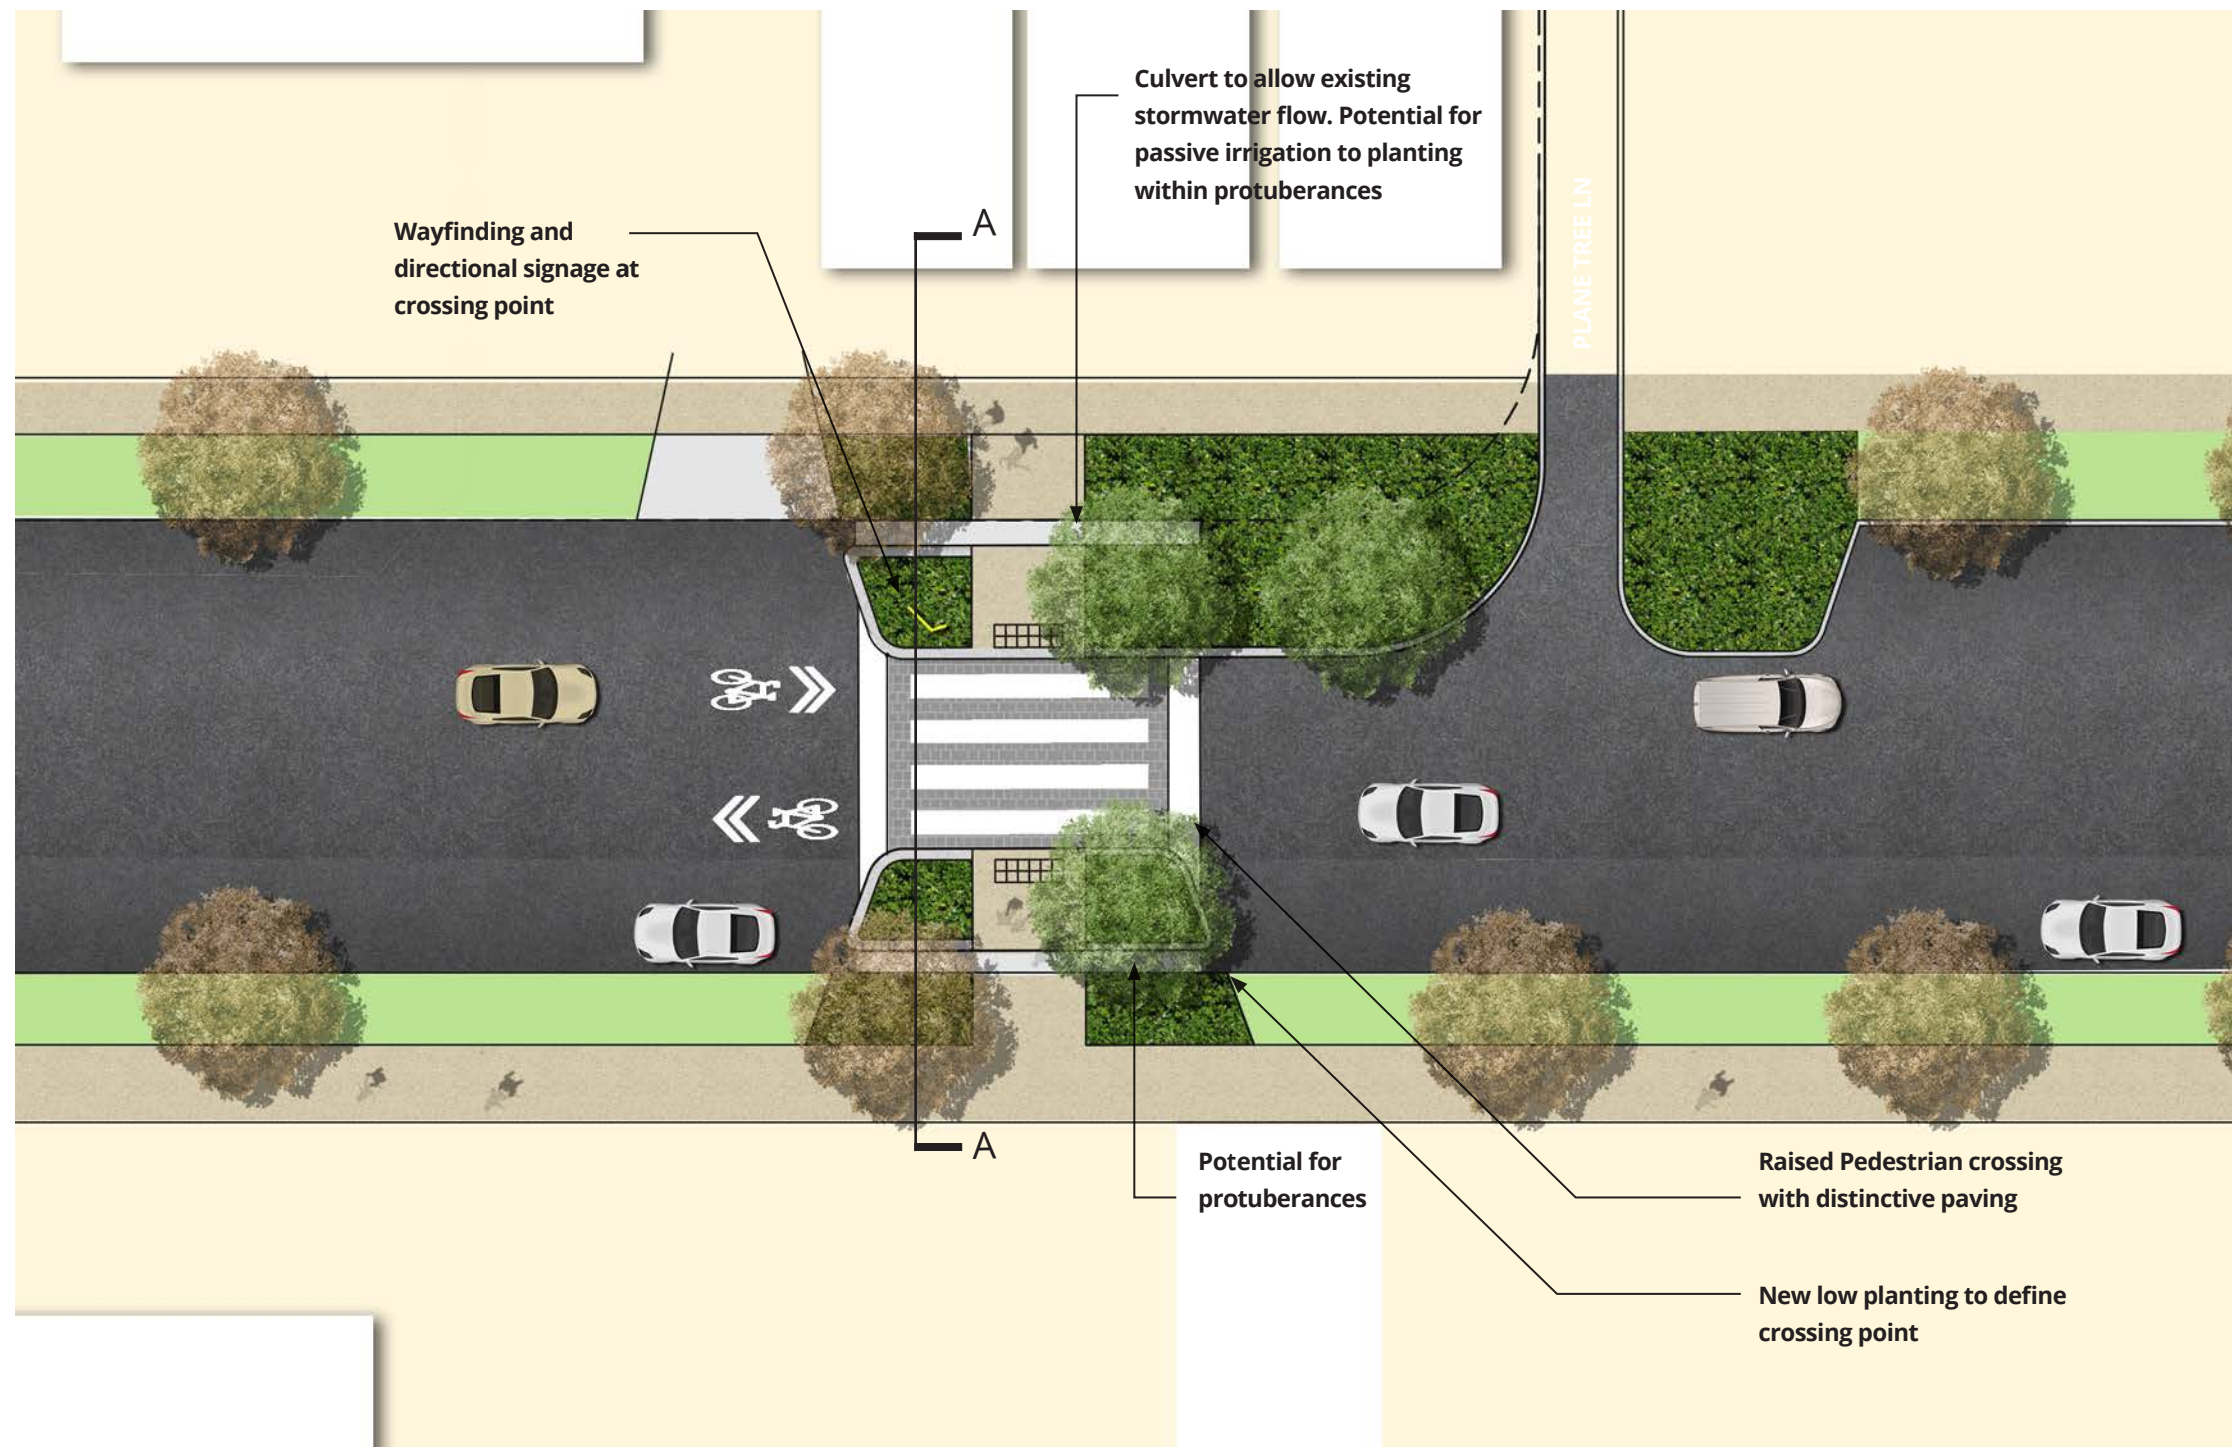 Culvert to allow existing
stormwater flow. Potential for
passive irrigation to planting
within protuberances
Wayfinding and
directional signage at
crossing point
A
PLANE TREE LN
A
Potential for
protuberances
Raised Pedestrian crossing
with distinctive paving
New low planting to define
crossing point